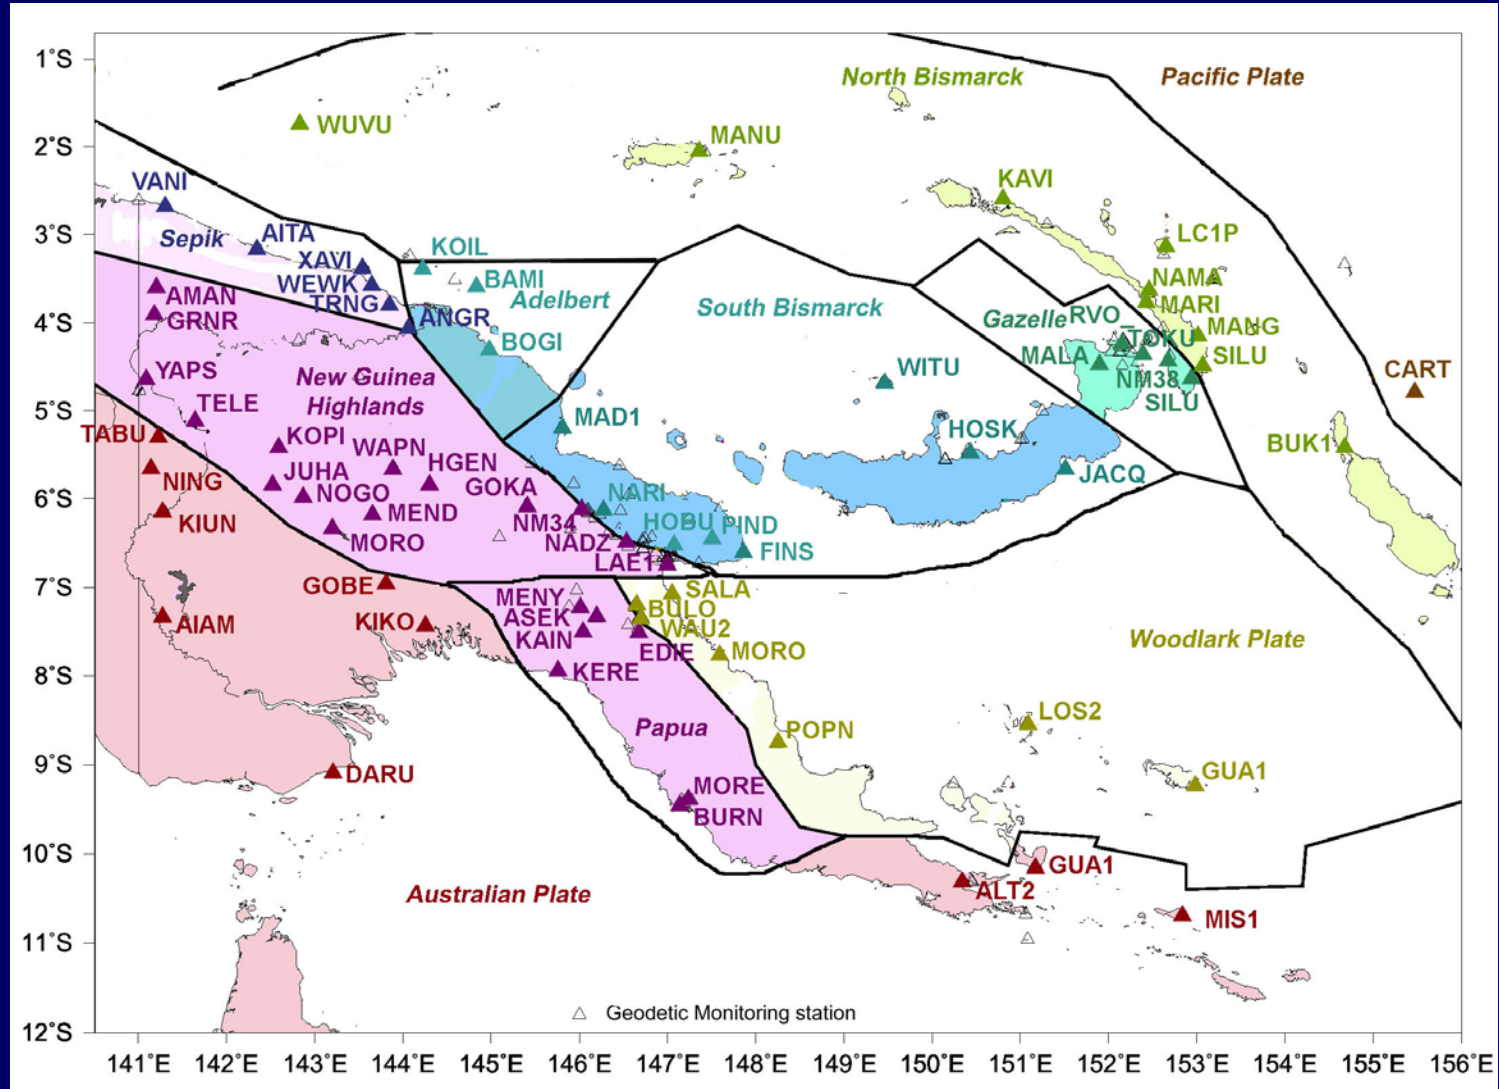 1°S
2°S
3°S
4°S
5°S
6°S
7°S
8°S
9°S
10°S
11°S
12°S
North Bismarck
Pacific Plate
WUVU
MANU
VANI
KAVI
Sepik
AITA
LC1P
XAVI
KOIL
WEWK
BAMI
NAMA
TRNG
Adelbert
MARI
AMAN
South Bismarck
GRNR
ANGR
Gazelle
RVO_
TOKU
MANG
BOGI
MALA
SILU
YAPS
New Guinea
Highlands
WITU
NM38
CART
TELE
SILU
MAD1
TABU
KOPI
WAPN
HOSK
BUK1
HGEN
JUHA
NING
GOKA
JACQ
NOGO
NARI
MEND
KIUN
NM34
HOBU
PIND
MORO
NADZ
FINS
LAE1
GOBE
MENY
SALA
BULO
ASEK
KIKO
AIAM
WAU2
KAIN
EDIE
MORO
Woodlark Plate
KERE
LOS2
Papua
POPN
DARU
MORE
GUA1
BURN
GUA1
Australian Plate
ALT2
MIS1
Geodetic Monitoring station
141°E 142°E 143°E 144°E 145°E 146°E 147°E 148°E 149°E 150°E 151°E 152°E 153°E 154°E 155°E 156°E